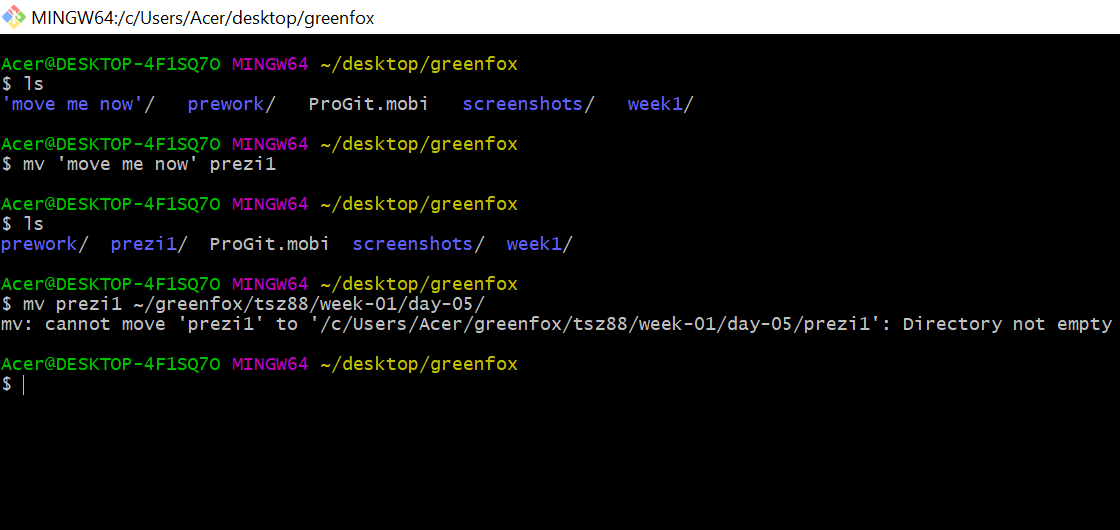 MINGW64:/c/Users/Acer/desktop/greenfox
Acer@DESKTOP-4F1SQ7O MINGW64 ~/desktop/greenfox
$ ls
'move me now'/   prework/   ProGit.mobi   screenshots/   week1/
Acer@DESKTOP-4F1SQ7O MINGW64 ~/desktop/greenfox
$ mv 'move me now' prezi1
Acer@DESKTOP-4F1SQ7O MINGW64 ~/desktop/greenfox
$ ls
prework/  prezi1/  ProGit.mobi  screenshots/  week1/
Acer@DESKTOP-4F1SQ7O MINGW64 ~/desktop/greenfox
$ mv prezi1 ~/greenfox/tsz88/week-01/day-05/
mv: cannot move 'prezi1' to '/c/Users/Acer/greenfox/tsz88/week-01/day-05/prezi1': Directory not empty
Acer@DESKTOP-4F1SQ7O MINGW64 ~/desktop/greenfox
$